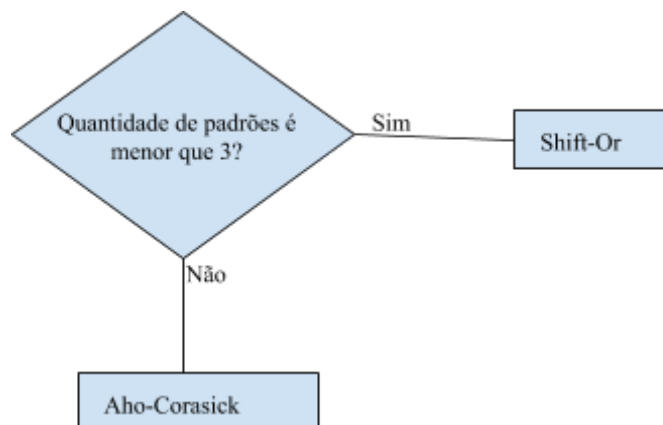 Quantidade de padrões é
menor que 3?
Sim
Shift-Or
Não
Aho-Corasick